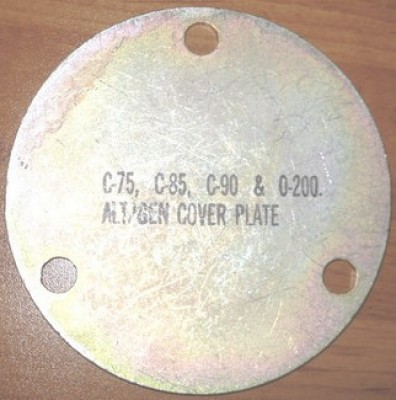 C-75, C-85, C-90 & O-200.
ALT/GEN COVER PLATE